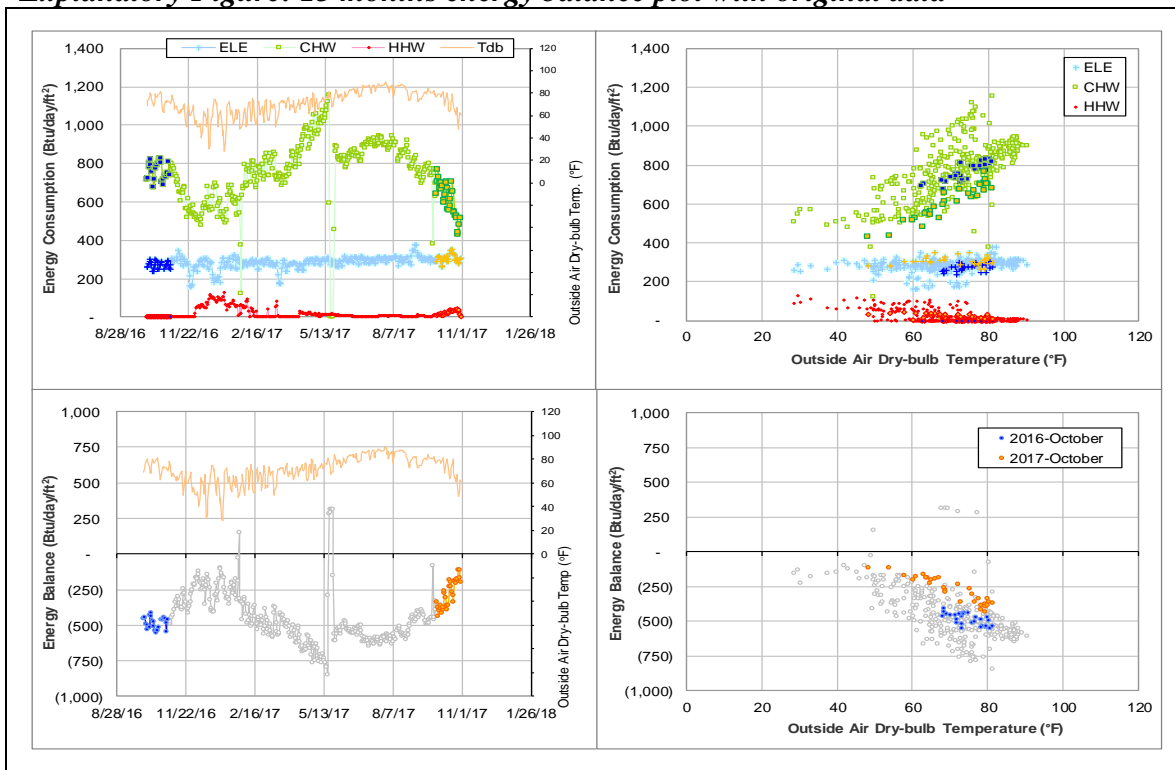 Explanatory Figure: 13 months energy balance plot with original data
ELE CHW HHW Tdb
1,400
1,200
1,000
800
600
400
200
-
Energy Consumption (Btu/day/ft²)
120
100
80
60
40
20
0
Outside Air Dry-bulb Temp. (°F)
8/28/16 11/22/16 2/16/17 5/13/17 8/7/17 11/1/17 1/26/18
1,400
1,200
1,000
800
600
400
200
-
Energy Consumption (Btu/day/ft²)
ELE
CHW
HHW
0 20 40 60 80 100 120
Outside Air Dry-bulb Temperature (°F)
1,000
750
500
250
-
(250)
(500)
(750)
(1,000)
Energy Balance (Btu/day/ft²)
120
100
80
60
40
20
0
Outside Air Dry-bulb Temp (°F)
8/28/16 11/22/16 2/16/17 5/13/17 8/7/17 11/1/17 1/26/18
1,000
750
500
250
-
(250)
(500)
(750)
(1,000)
Energy Balance (Btu/day/ft²)
2016-October
2017-October
0 20 40 60 80 100 120
Outside Air Dry-bulb Temperature (°F)